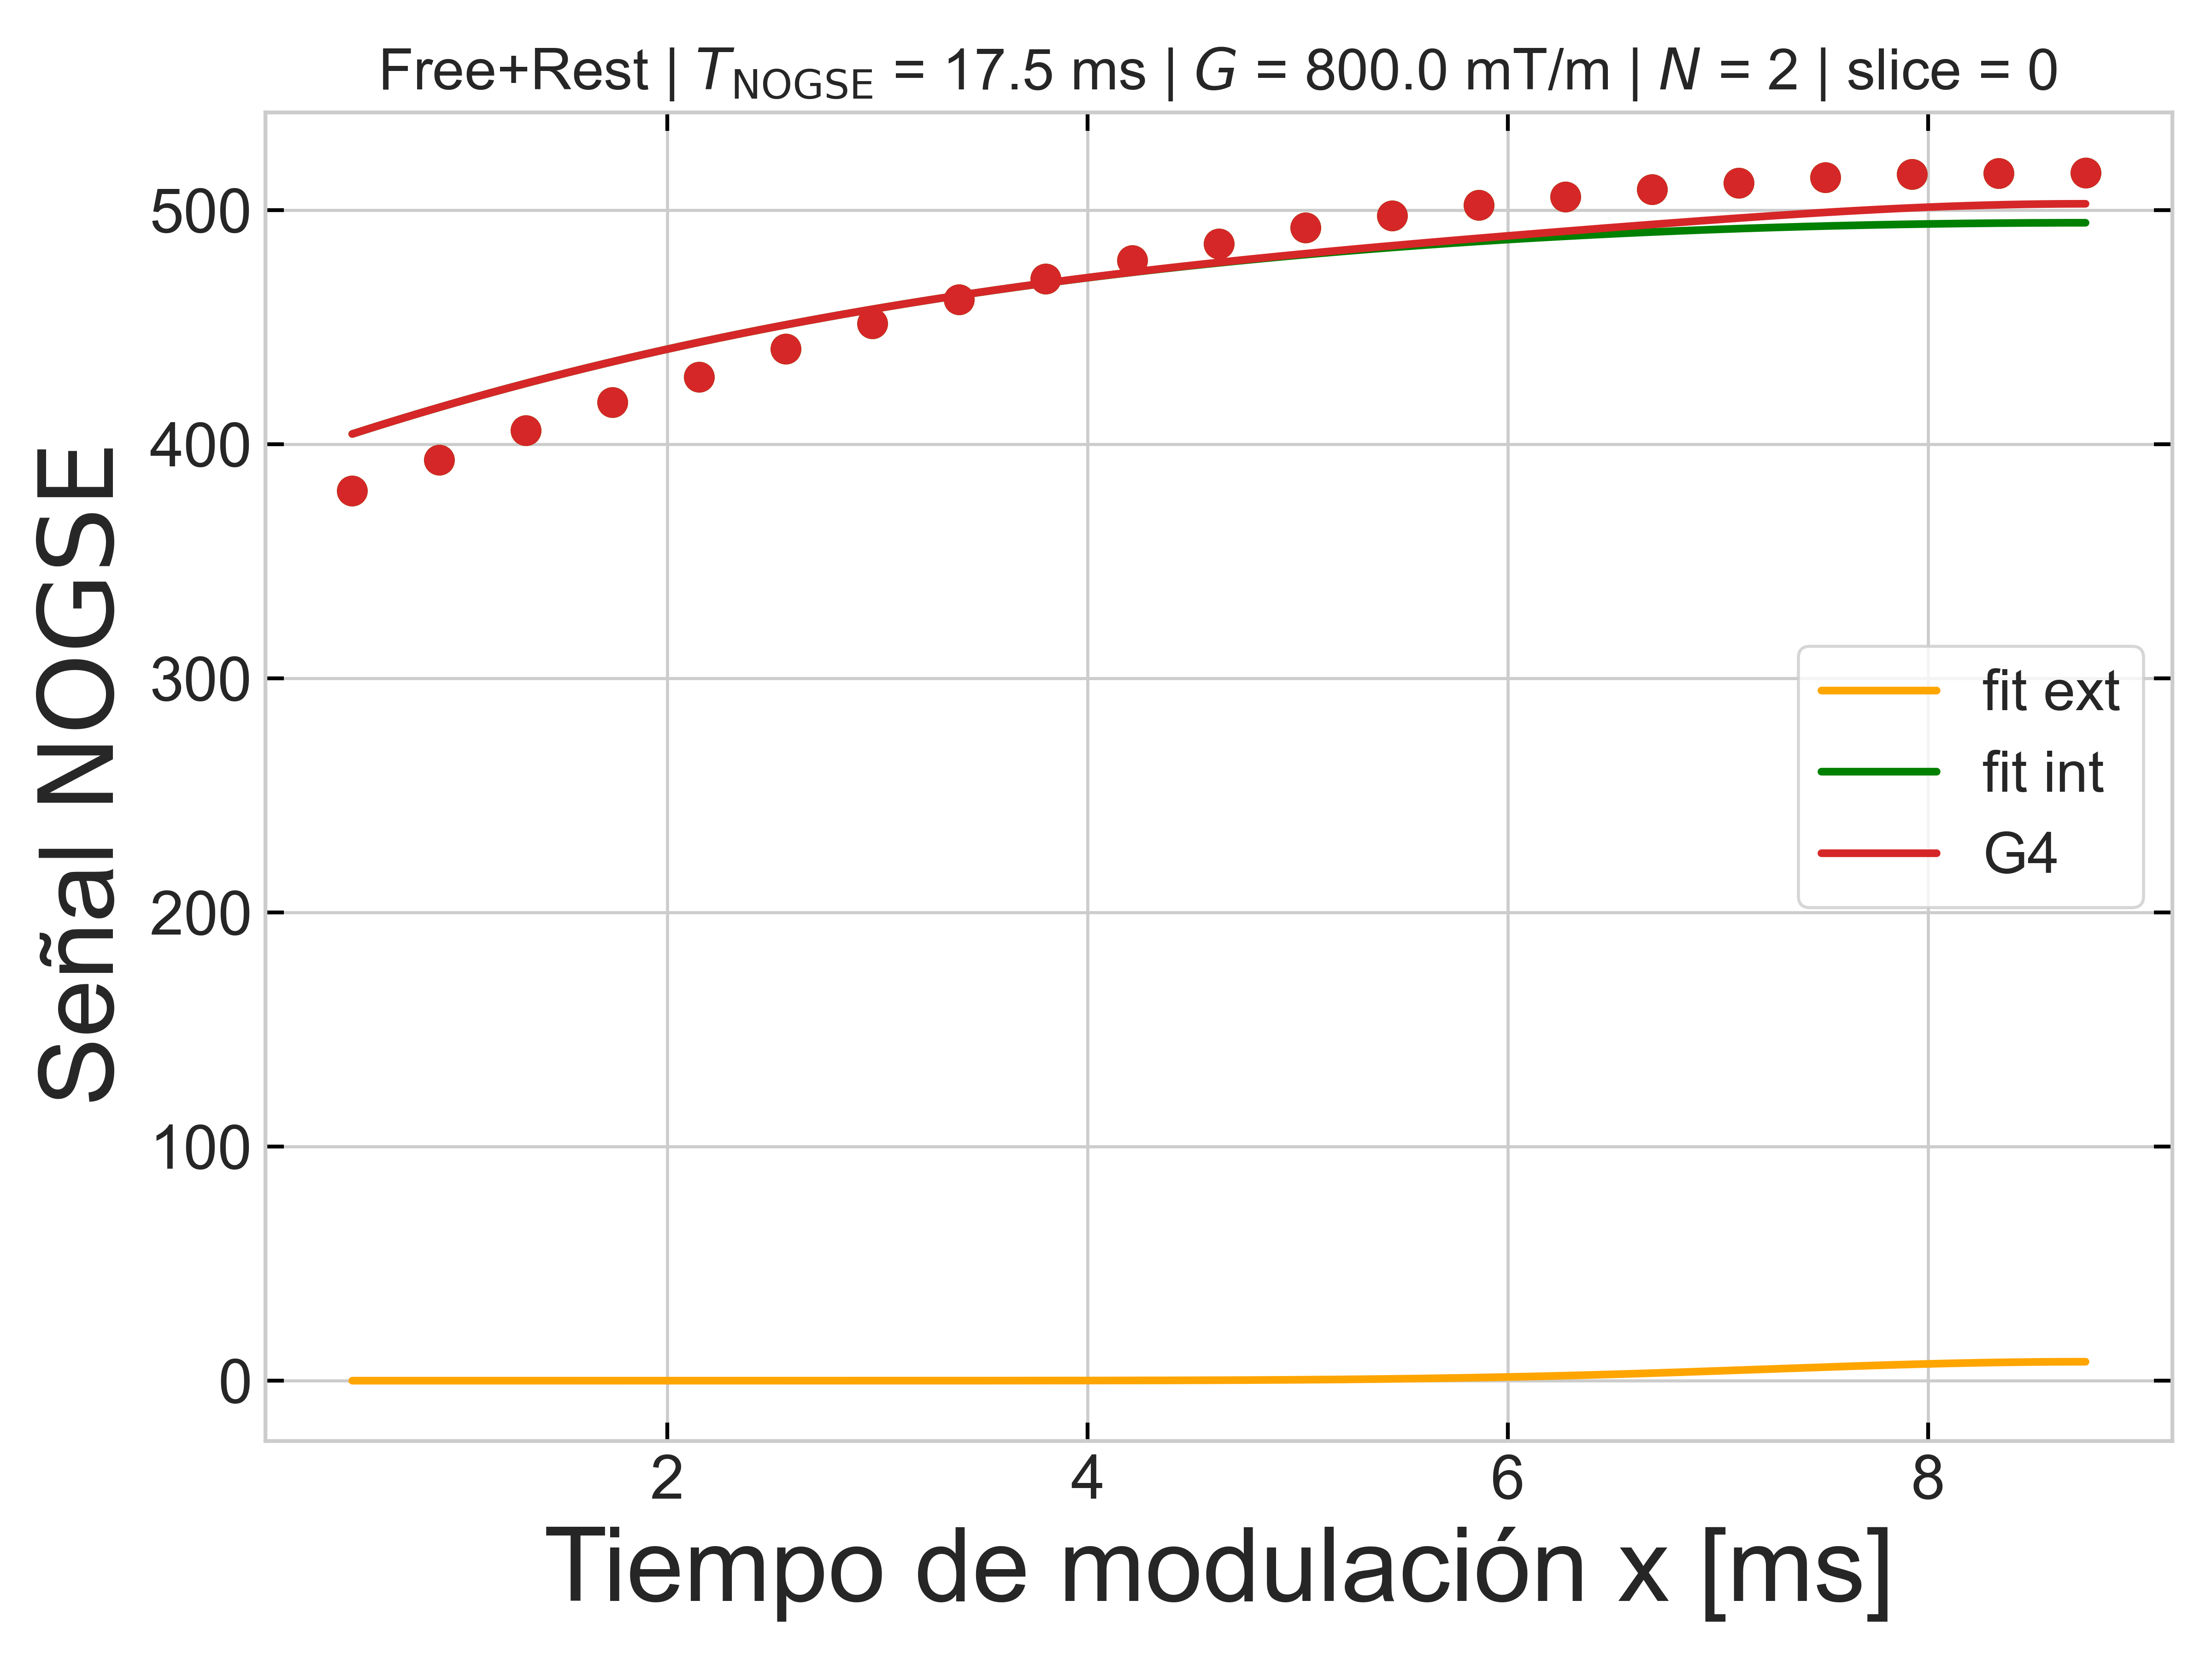 Free+Rest | T_NOGSE = 17.5 ms | G = 800.0 mT/m | N = 2 | slice = 0
Señal NOGSE
500
400
300
200
100
0
fit ext
fit int
G4
2 4 6 8
Tiempo de modulación x [ms]